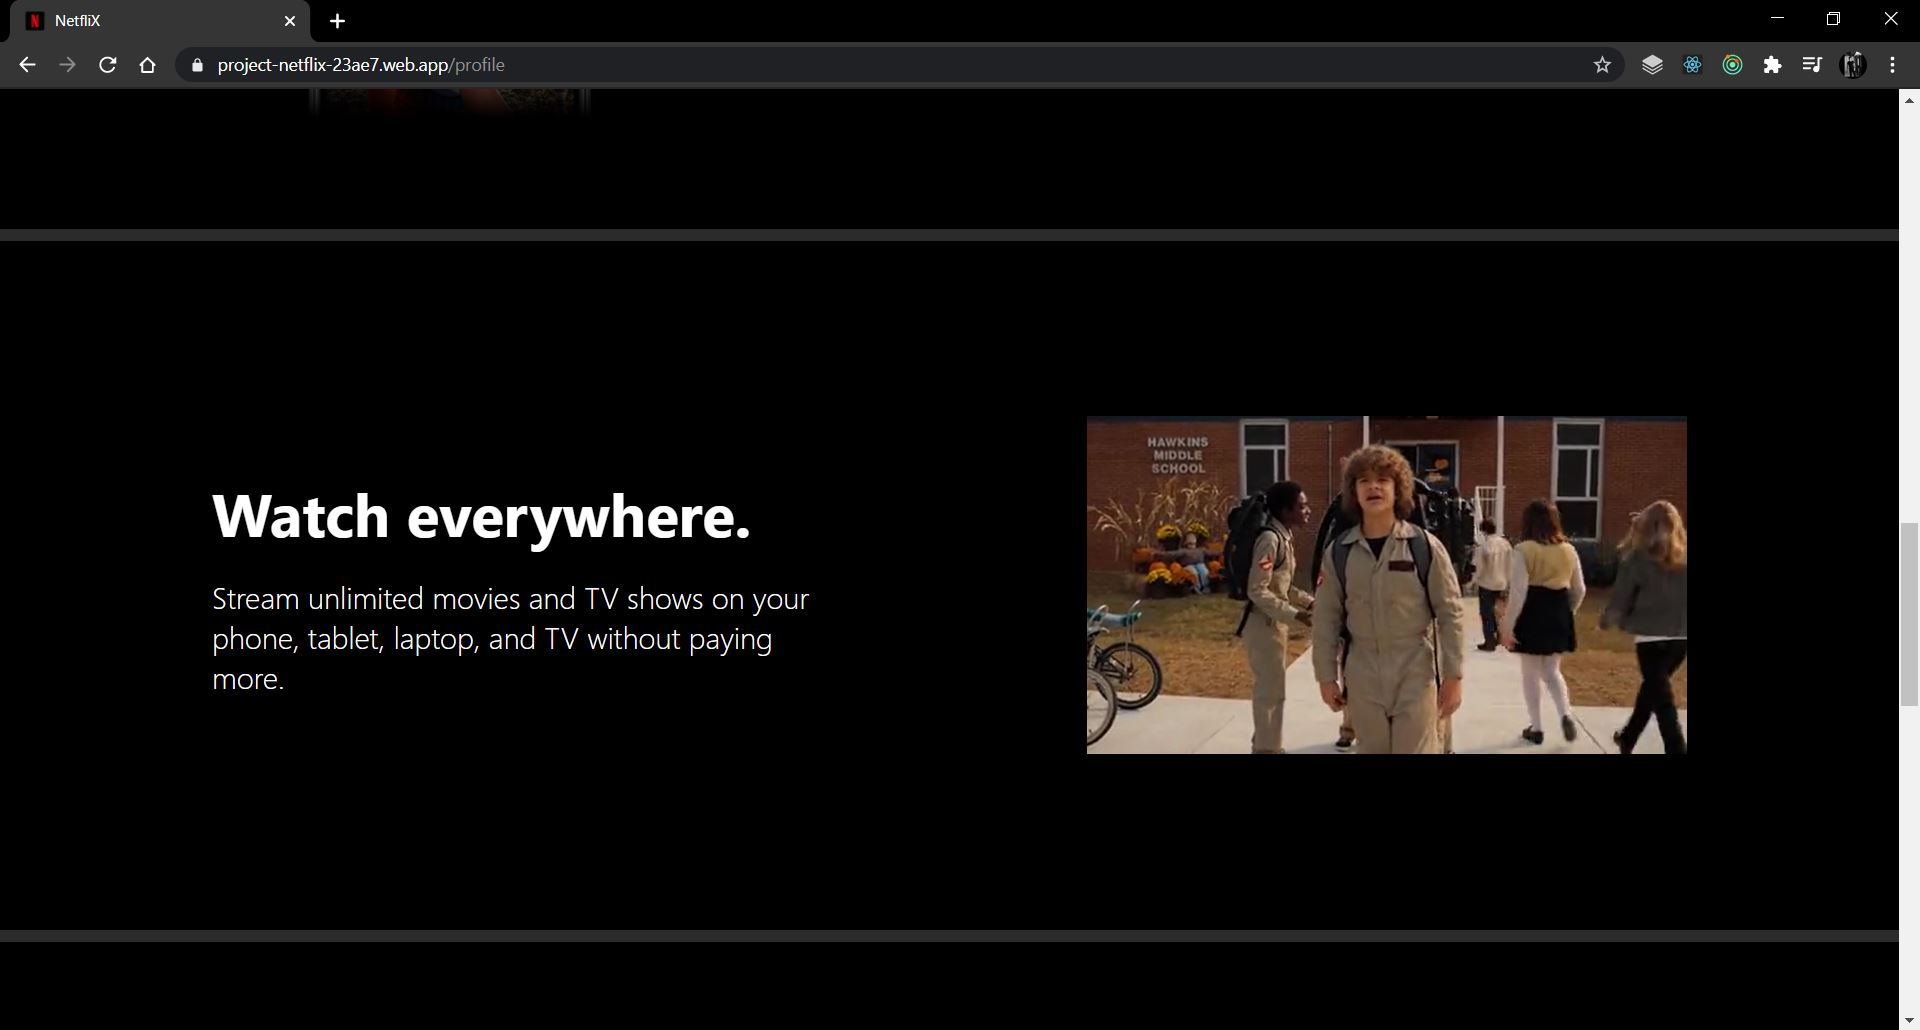 NetfliX
project-netflix-23ae7.web.app/profile
HAWKINS
MIDDLE
SCHOOL
Watch everywhere.
Stream unlimited movies and TV shows on your
phone, tablet, laptop, and TV without paying
more.